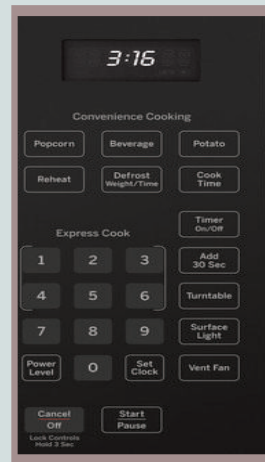 3:16
Convenience Cooking
Popcorn Beverage Potato
Reheat Defrost Weight/Time Cook Time
Timer On/Off
Express Cook
1 2 3 Add 30 Sec
4 5 6 Turntable
7 8 9 Surface Light
Power Level 0 Set Clock Vent Fan
Cancel Off Start Pause
Lock Controls
Hold 3 Sec